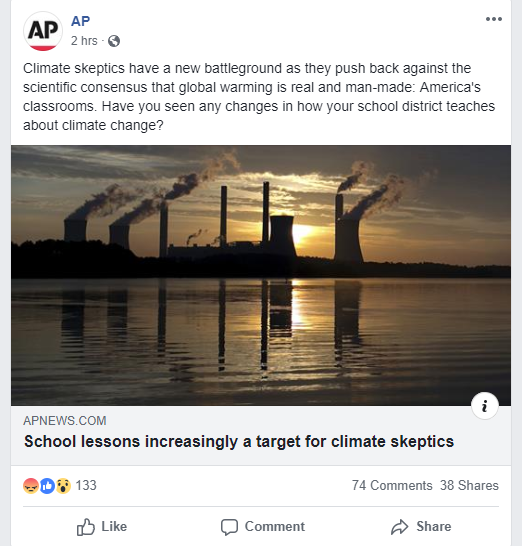 AP
AP
2 hrs ·
Climate skeptics have a new battleground as they push back against the
scientific consensus that global warming is real and man-made: America's
classrooms. Have you seen any changes in how your school district teaches
about climate change?
i
APNEWS.COM
School lessons increasingly a target for climate skeptics
133
74 Comments 38 Shares
Like Comment Share